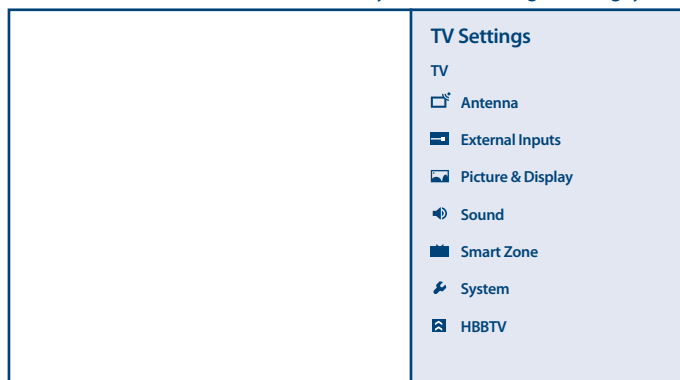 TV Settings
TV
Antenna
External Inputs
Picture & Display
Sound
Smart Zone
System
HBBTV